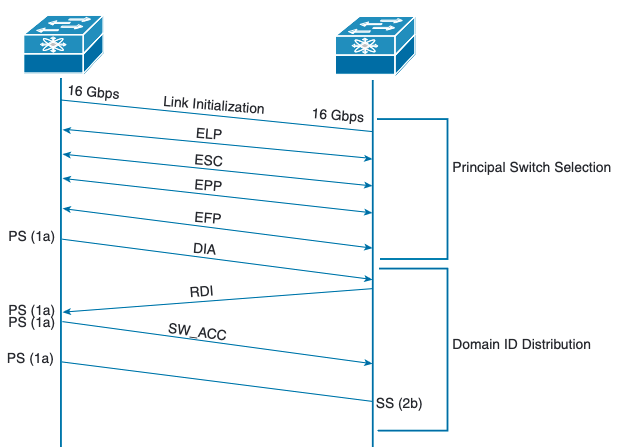 16 Gbps
Link Initialization
16 Gbps
ELP
ESC
Principal Switch Selection
EPP
EFP
PS (1a)
DIA
RDI
PS (1a)
PS (1a)
SW_ACC
Domain ID Distribution
PS (1a)
SS (2b)